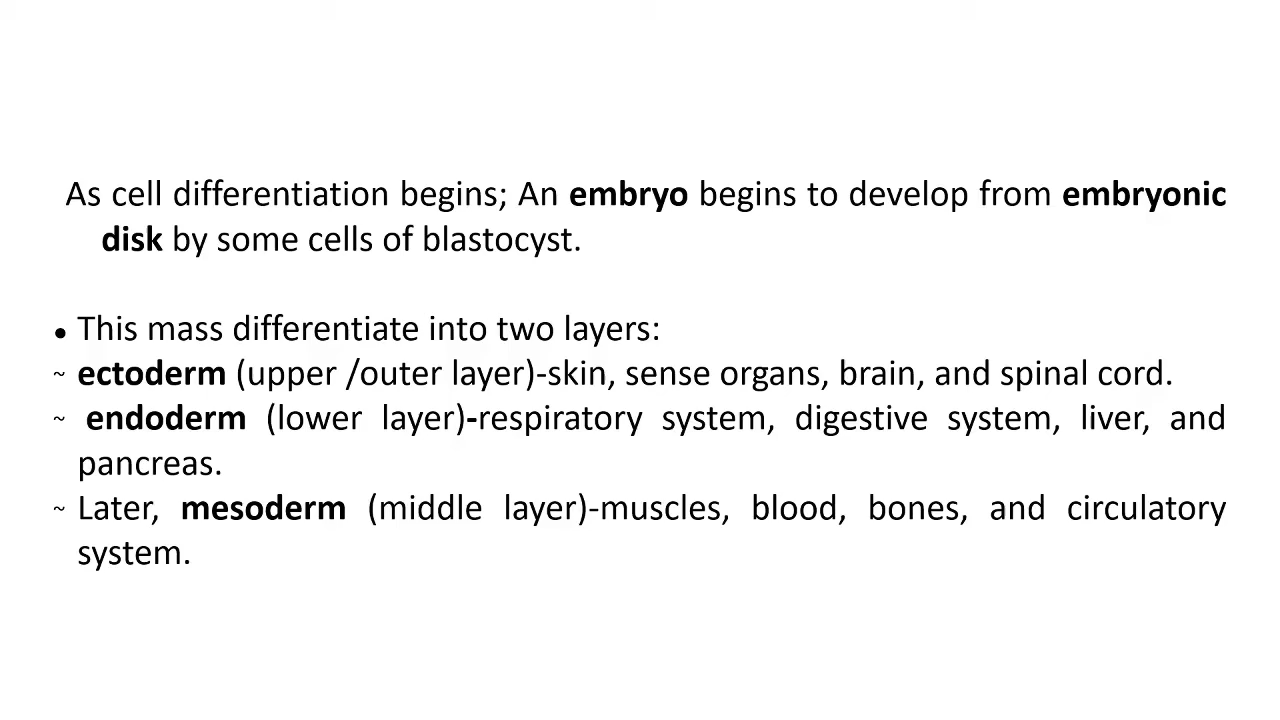 As cell differentiation begins; An embryo begins to develop from embryonic
disk by some cells of blastocyst.
• This mass differentiate into two layers:
~ ectoderm (upper /outer layer)-skin, sense organs, brain, and spinal cord.
~ endoderm (lower layer)-respiratory system, digestive system, liver, and
pancreas.
~ Later, mesoderm (middle layer)-muscles, blood, bones, and circulatory
system.